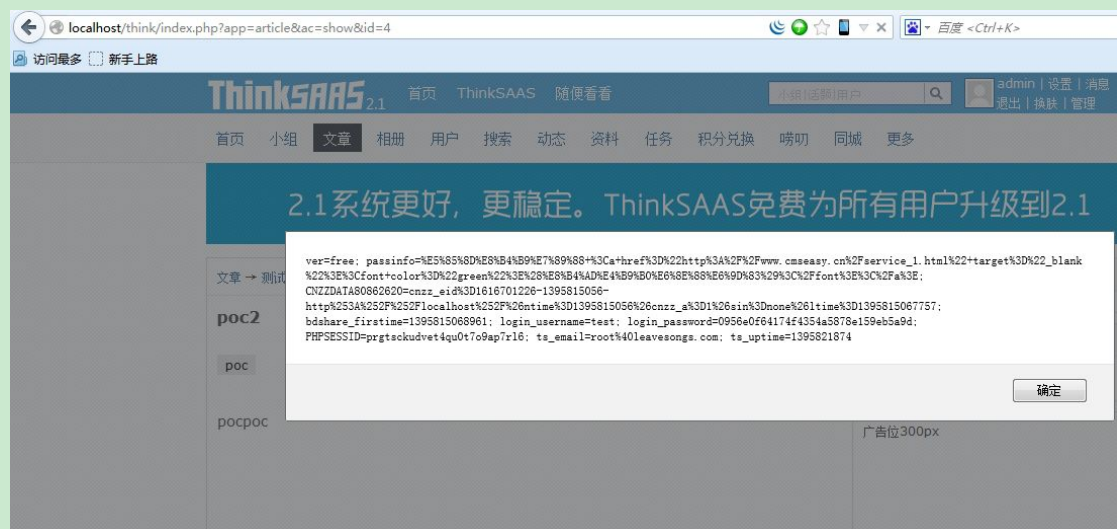 localhost/think/index.php?app=article&ac=show&id=4
百度 <Ctrl+K>
访问最多 新手上路
ThinkSAAS 2.1 首页 ThinkSAAS 随便看看 小组|话题|用户 admin | 设置 | 消息
退出 | 换肤 | 管理
首页 小组 文章 相册 用户 搜索 动态 资料 任务 积分兑换 唠叨 同城 更多
2.1系统更好，更稳定。ThinkSAAS免费为所有用户升级到2.1
文章 → 测试
poc2
poc
pocpoc
ver=free; passinfo=%E5%85%8D%E8%B4%B9%E7%89%88+%3Ca+href%3D%22http%3A%2F%2Fwww.cmseasy.cn%2Fservice_1.html%22+target%3D%22_blank
%22%3E%3Cfont+color%3D%22green%22%3E%28%E8%B4%AD%E4%B9%B0%E6%8E%88%E6%9D%83%29%3C%2Ffont%3E%3C%2Fa%3E;
CNZZDATA80862620=cnzz_eid%3D1616701226-1395815056-
http%253A%252F%252Flocalhost%252F%26ntime%3D1395815056%26cnzz_a%3D1%26sin%3Dnone%26ltime%3D1395815067757;
bdshare_firstime=1395815068961; login_username=test; login_password=0956e0f64174f4354a5878e159eb5a9d;
PHPSESSID=prgtsckudvet4qu0t7o9ap7rl6; ts_email=root%40leavesongs.com; ts_uptime=1395821874
确定
广告位300px